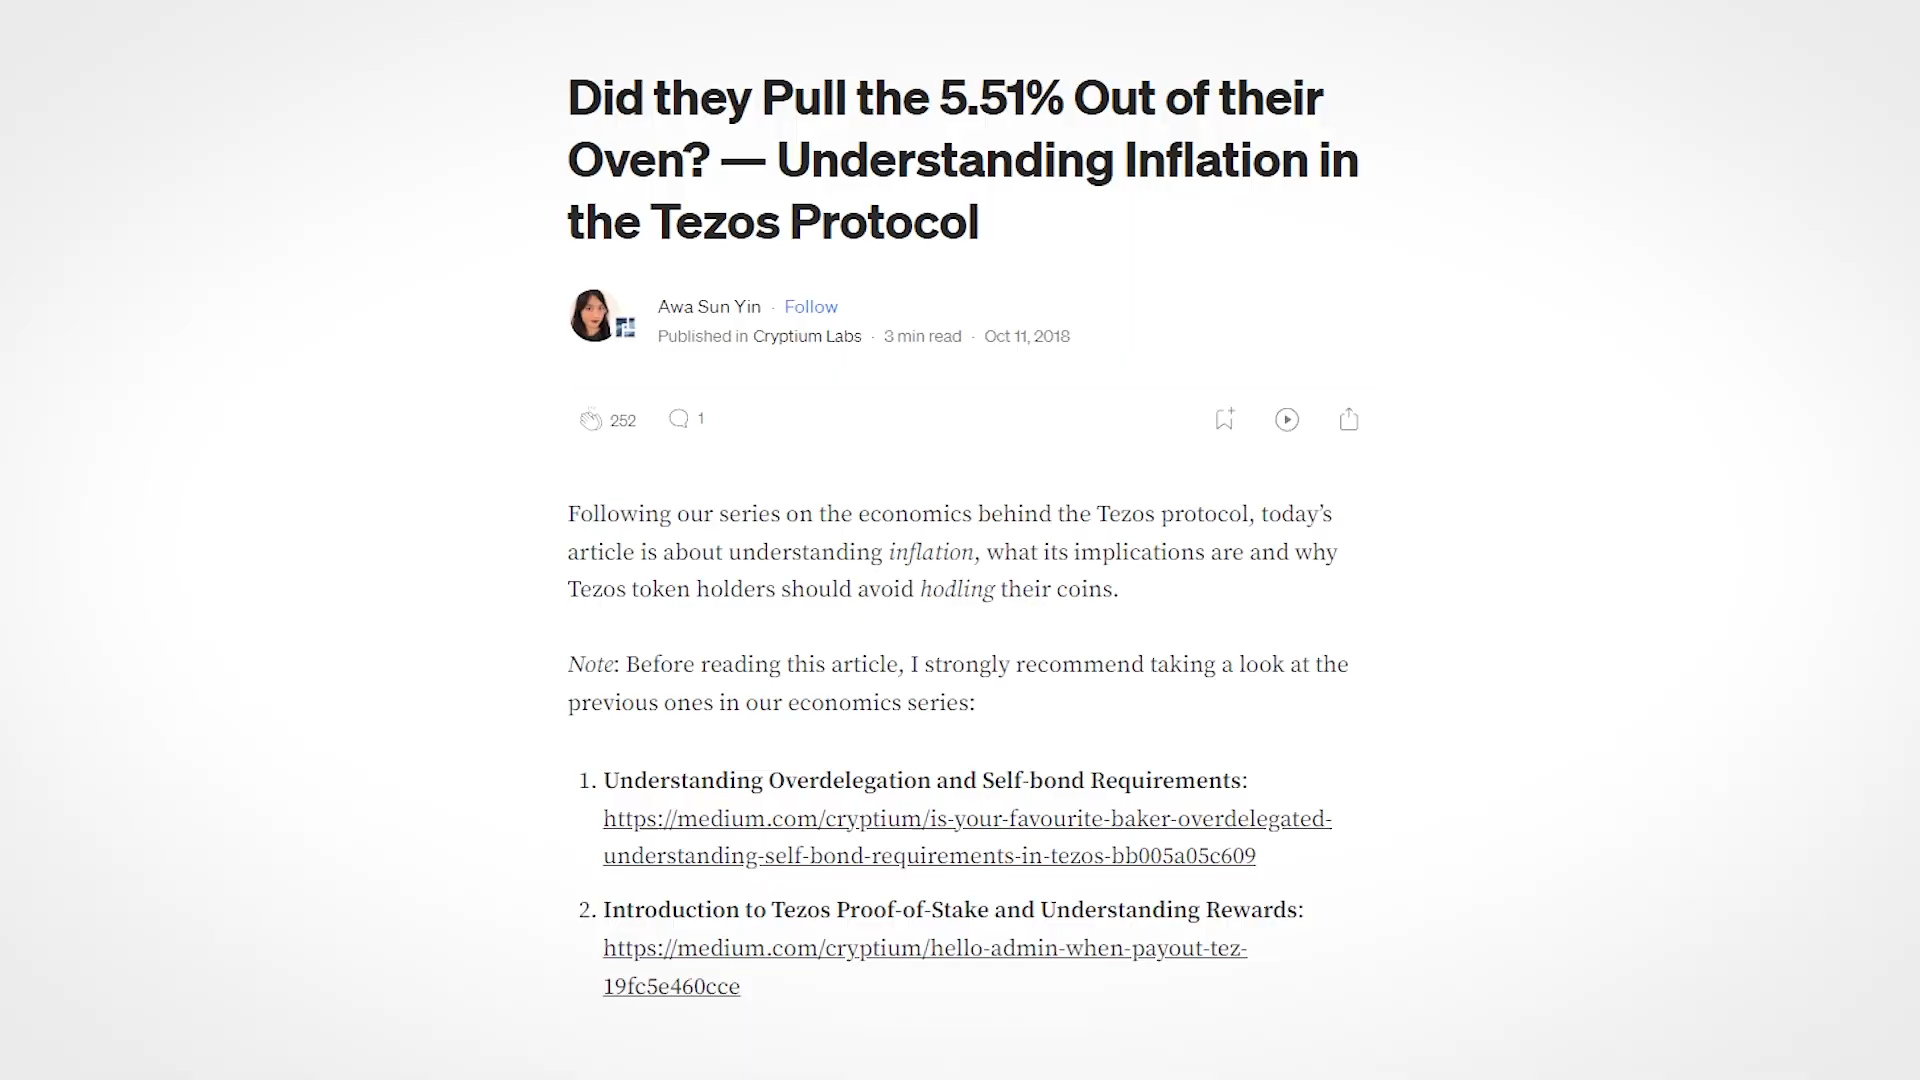 Did they Pull the 5.51% Out of their
Oven? — Understanding Inflation in
the Tezos Protocol
Awa Sun Yin · Follow
Published in Cryptium Labs · 3 min read · Oct 11, 2018
252 1
Following our series on the economics behind the Tezos protocol, today’s
article is about understanding inflation, what its implications are and why
Tezos token holders should avoid hodling their coins.
Note: Before reading this article, I strongly recommend taking a look at the
previous ones in our economics series:
1. Understanding Overdelegation and Self-bond Requirements:
https://medium.com/cryptium/is-your-favourite-baker-overdelegated-
understanding-self-bond-requirements-in-tezos-bb005a05c609
2. Introduction to Tezos Proof-of-Stake and Understanding Rewards:
https://medium.com/cryptium/hello-admin-when-payout-tez-
19fc5e460cce